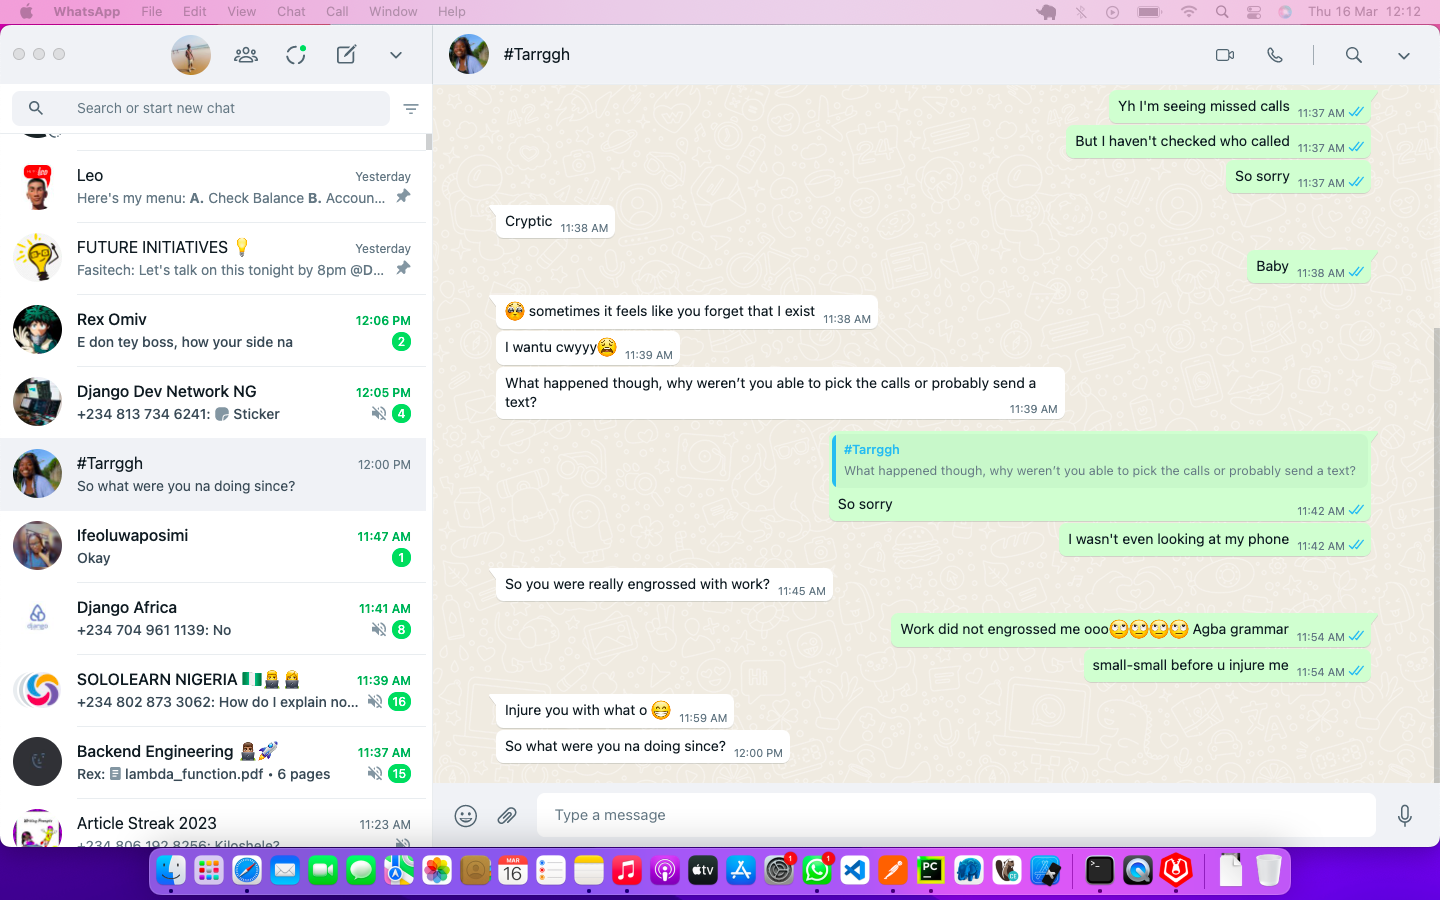 WhatsApp File Edit View Chat Call Window Help Thu 16 Mar 12:12
Search or start new chat
Leo Yesterday
Here's my menu: A. Check Balance B. Accoun...
FUTURE INITIATIVES 💡 Yesterday
Fasitech: Let's talk on this tonight by 8pm @D...
Rex Omiv 12:06 PM
E don tey boss, how your side na 2
Django Dev Network NG 12:05 PM
+234 813 734 6241: Sticker 4
#Tarrggh 12:00 PM
So what were you na doing since?
Ifeoluwaposimi 11:47 AM
Okay 1
Django Africa 11:41 AM
+234 704 961 1139: No 8
SOLOLEARN NIGERIA 🇳🇬👨‍💻👩‍💻 11:39 AM
+234 802 873 3062: How do I explain no... 16
Backend Engineering 👨🏾‍💻🚀 11:37 AM
Rex: lambda_function.pdf • 6 pages 15
Article Streak 2023 11:23 AM
+234 806 192 8256: Kiloshele?
#Tarrggh
Yh I'm seeing missed calls 11:37 AM
But I haven't checked who called 11:37 AM
So sorry 11:37 AM
Cryptic 11:38 AM
Baby 11:38 AM
🥺 sometimes it feels like you forget that I exist 11:38 AM
I wantu cwyyy😩 11:39 AM
What happened though, why weren’t you able to pick the calls or probably send a
text? 11:39 AM
#Tarrggh
What happened though, why weren’t you able to pick the calls or probably send a text?
So sorry 11:42 AM
I wasn't even looking at my phone 11:42 AM
So you were really engrossed with work? 11:45 AM
Work did not engrossed me ooo🙄🙄🙄🙄 Agba grammar 11:54 AM
small-small before u injure me 11:54 AM
Injure you with what o 😁 11:59 AM
So what were you na doing since? 12:00 PM
Type a message
MAR
16
tv
1
1
PC